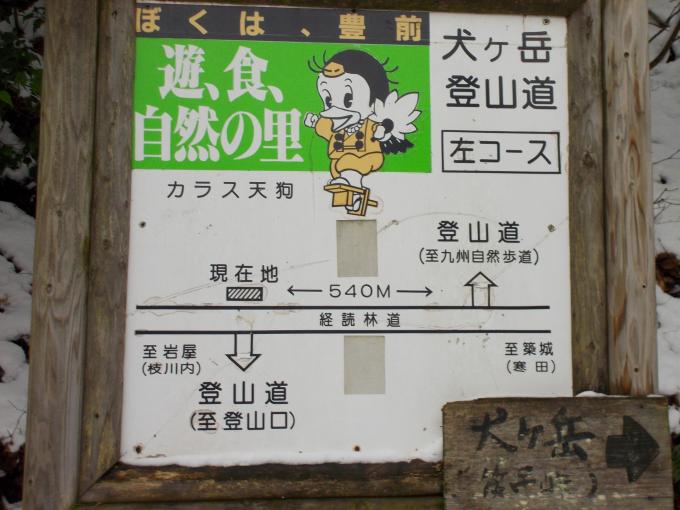 ぼくは、豊前
遊、食、
自然の里
カラス天狗
犬ヶ岳
登山道
左コース
登山道
(至九州自然歩道)
現在地
540M
経読林道
至岩屋
(枝川内)
登山道
(至登山口)
至築城
(寒田)
犬ヶ岳